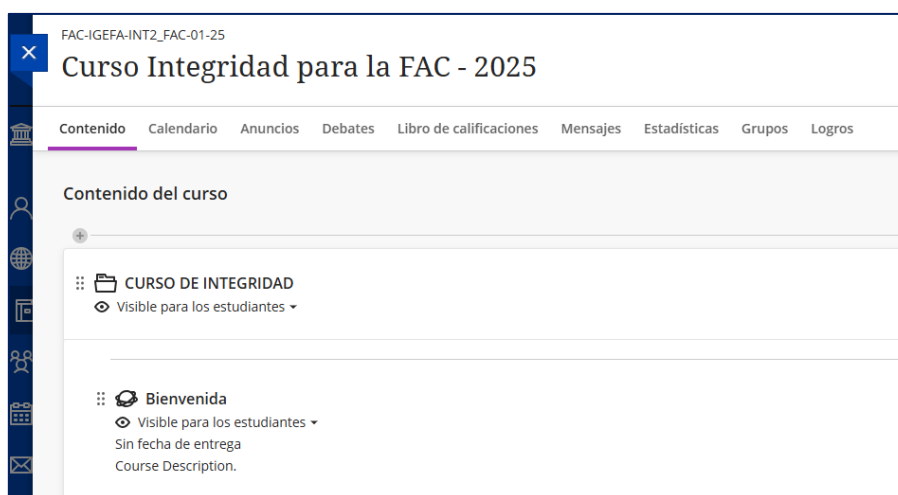 FAC-IGEFA-INT2_FAC-01-25
Curso Integridad para la FAC - 2025
Contenido Calendario Anuncios Debates Libro de calificaciones Mensajes Estadísticas Grupos Logros
Contenido del curso
CURSO DE INTEGRIDAD
Visible para los estudiantes
Bienvenida
Visible para los estudiantes
Sin fecha de entrega
Course Description.